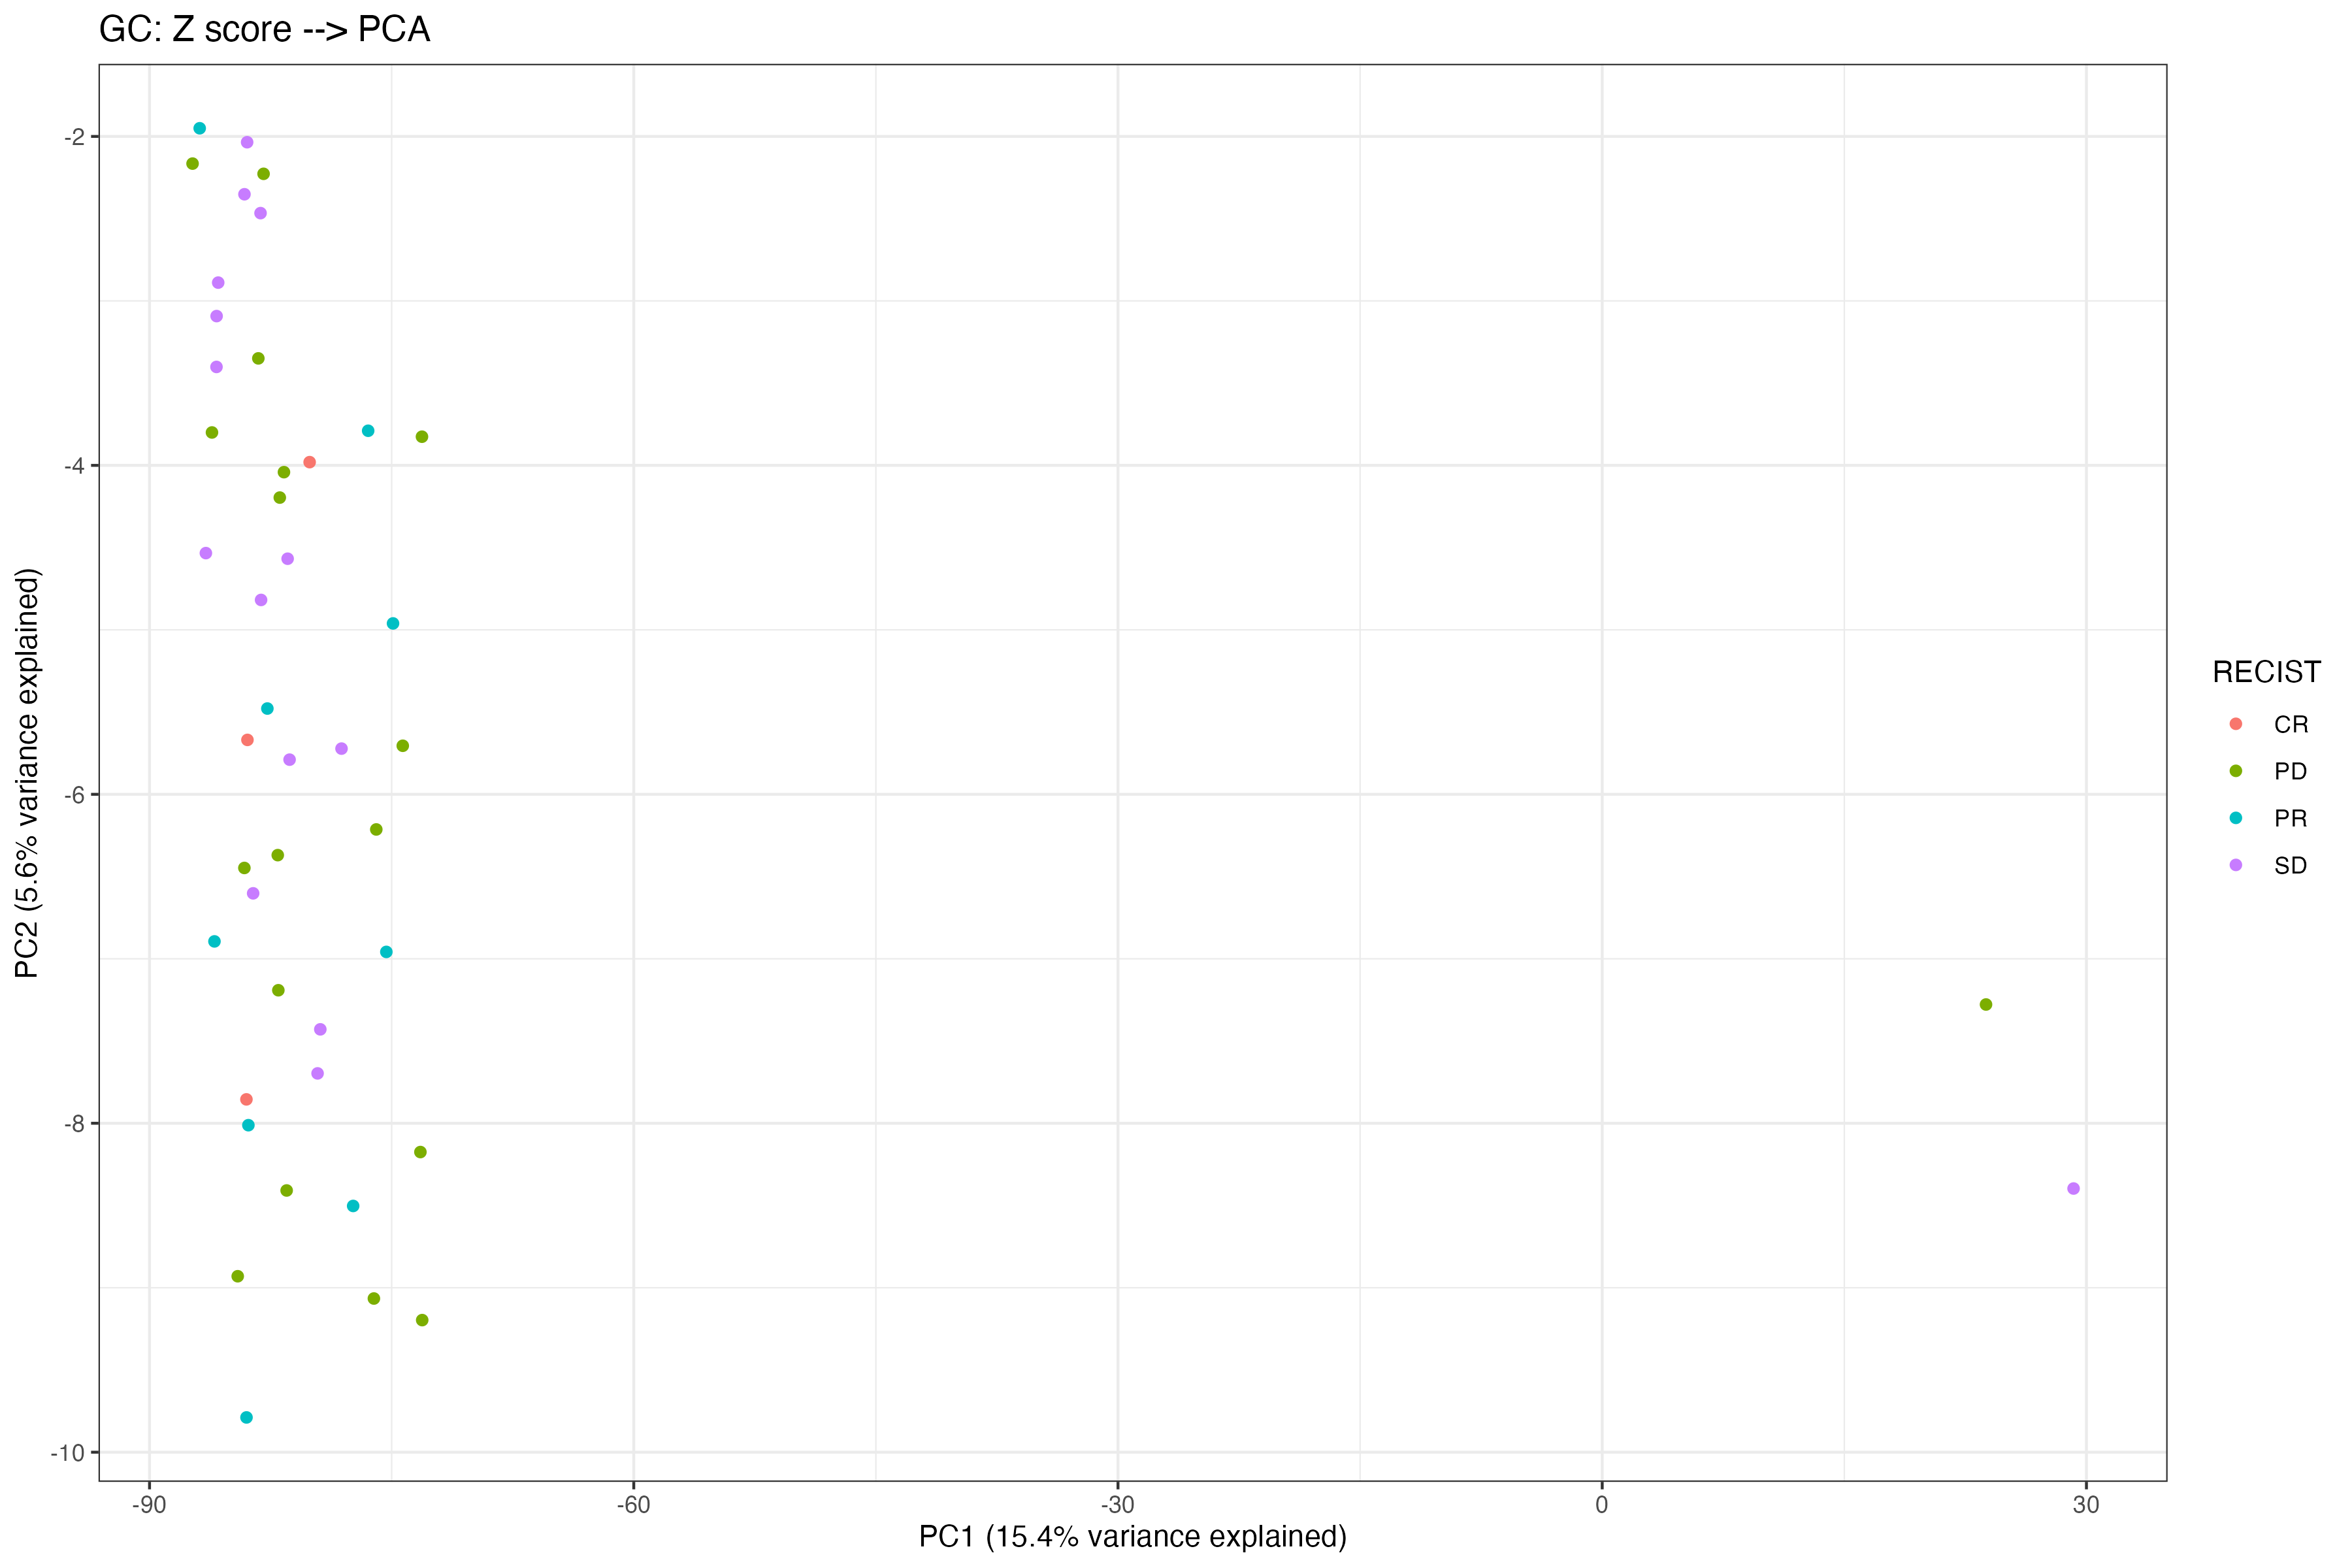 GC: Z score --> PCA
-2
-4
-6
-8
-10
PC2 (5.6% variance explained)
-90
-60
-30
0
30
PC1 (15.4% variance explained)
RECIST
CR
PD
PR
SD